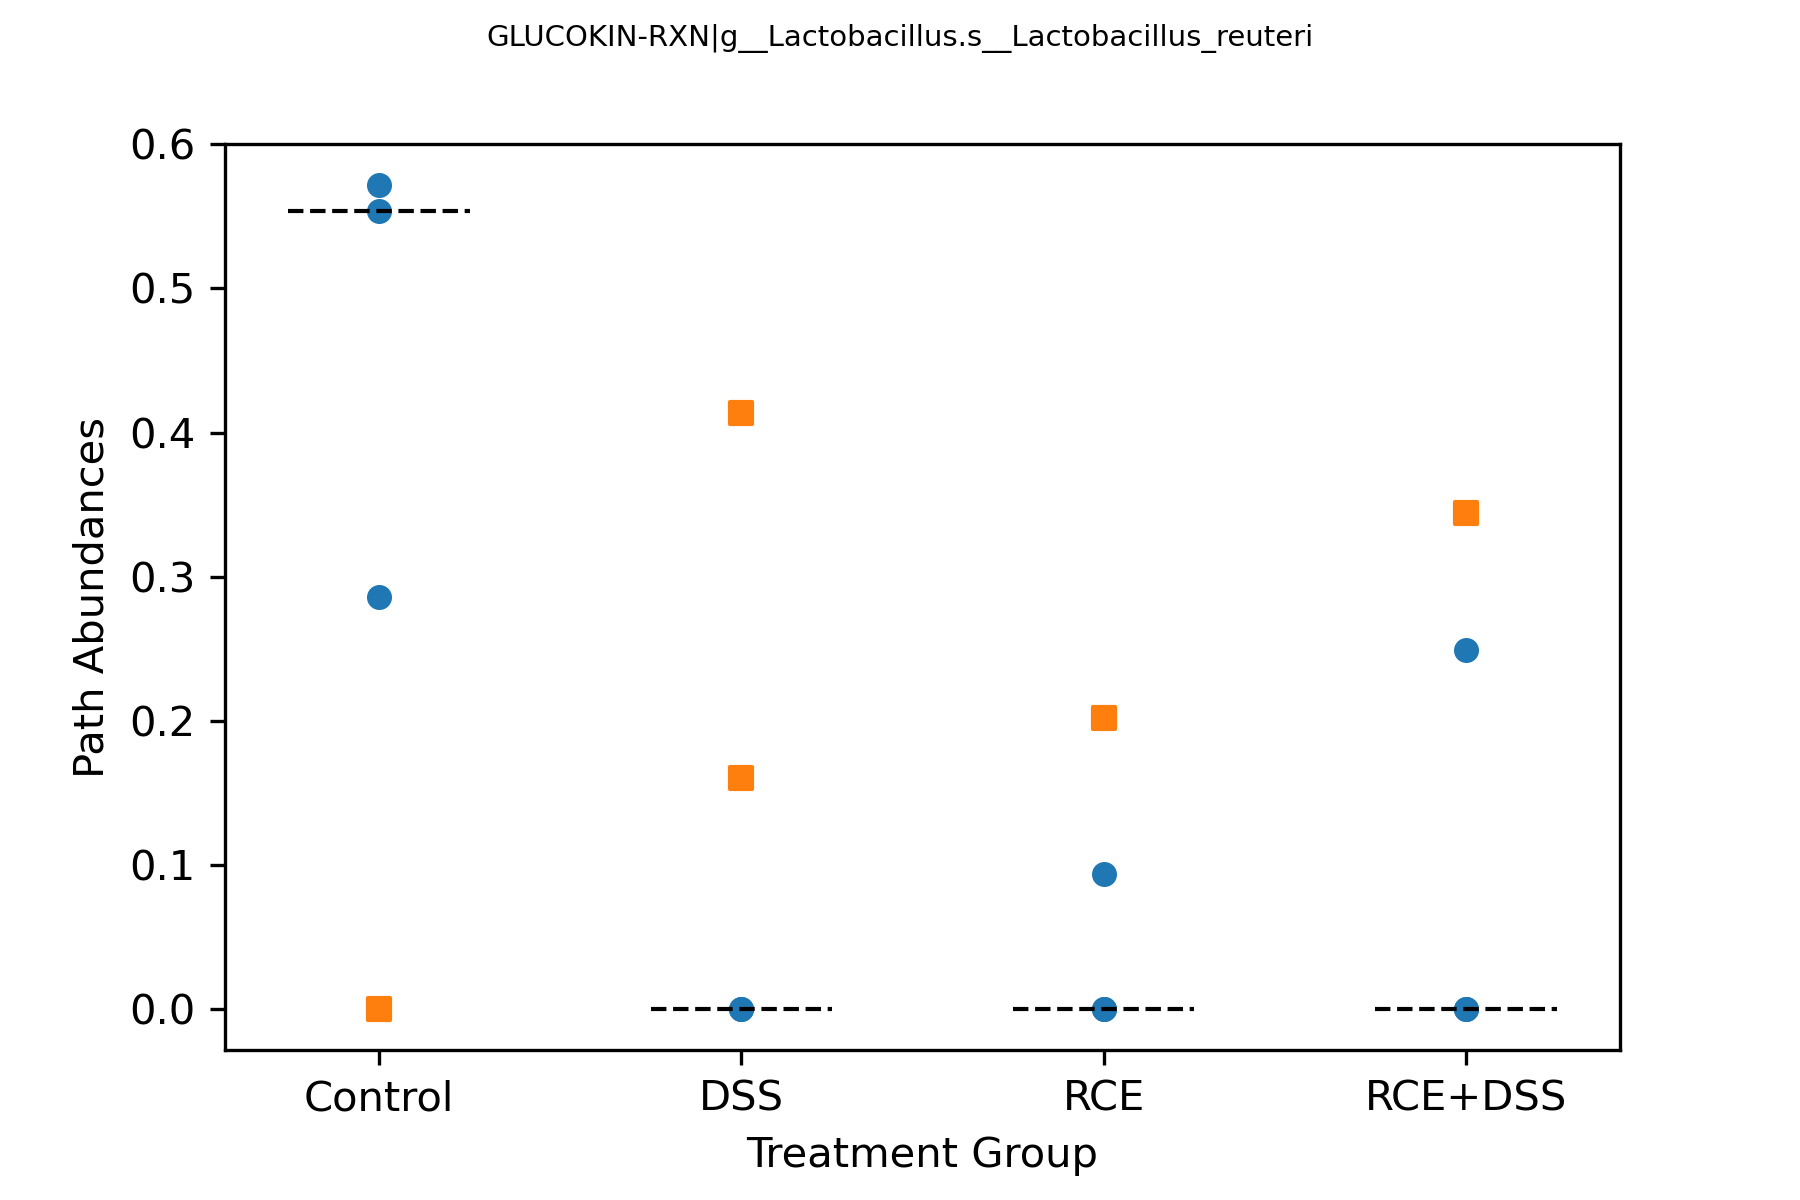 GLUCOKIN-RXN|g__Lactobacillus.s__Lactobacillus_reuteri
0.6
0.5
0.4
0.3
0.2
0.1
0.0
Path Abundances
Control DSS RCE RCE+DSS
Treatment Group